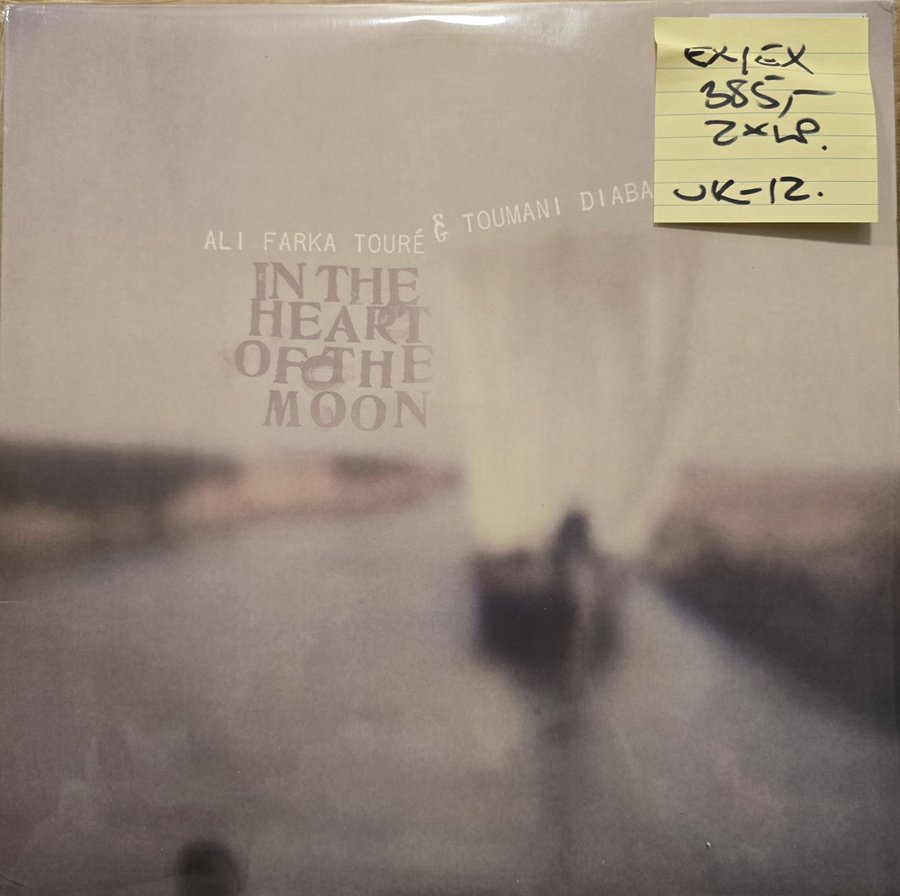 EX/EX
385,-
2xLP.
UK-12.
ALI FARKA TOURÉ & TOUMANI DIABA
IN THE
HEART
OF THE
MOON